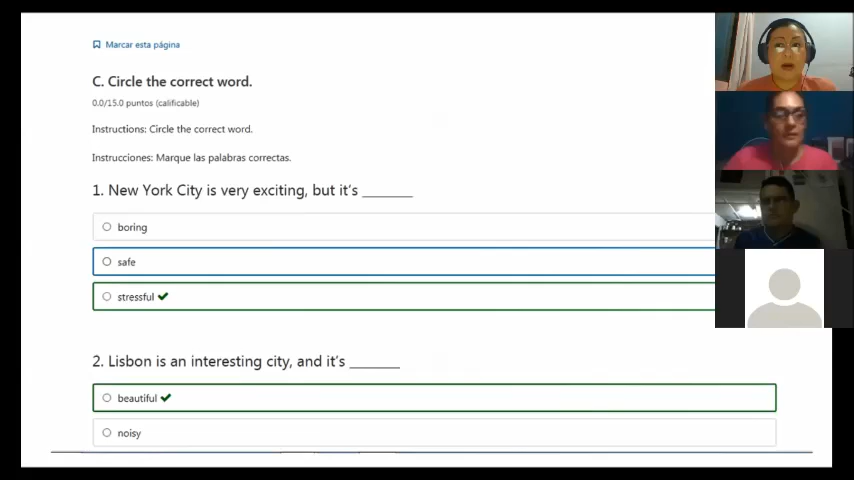 Marcar esta página
C. Circle the correct word.
0.0/15.0 puntos (calificable)
Instructions: Circle the correct word.
Instrucciones: Marque las palabras correctas.
1. New York City is very exciting, but it's _______
boring
safe
stressful
2. Lisbon is an interesting city, and it's _______
beautiful
noisy